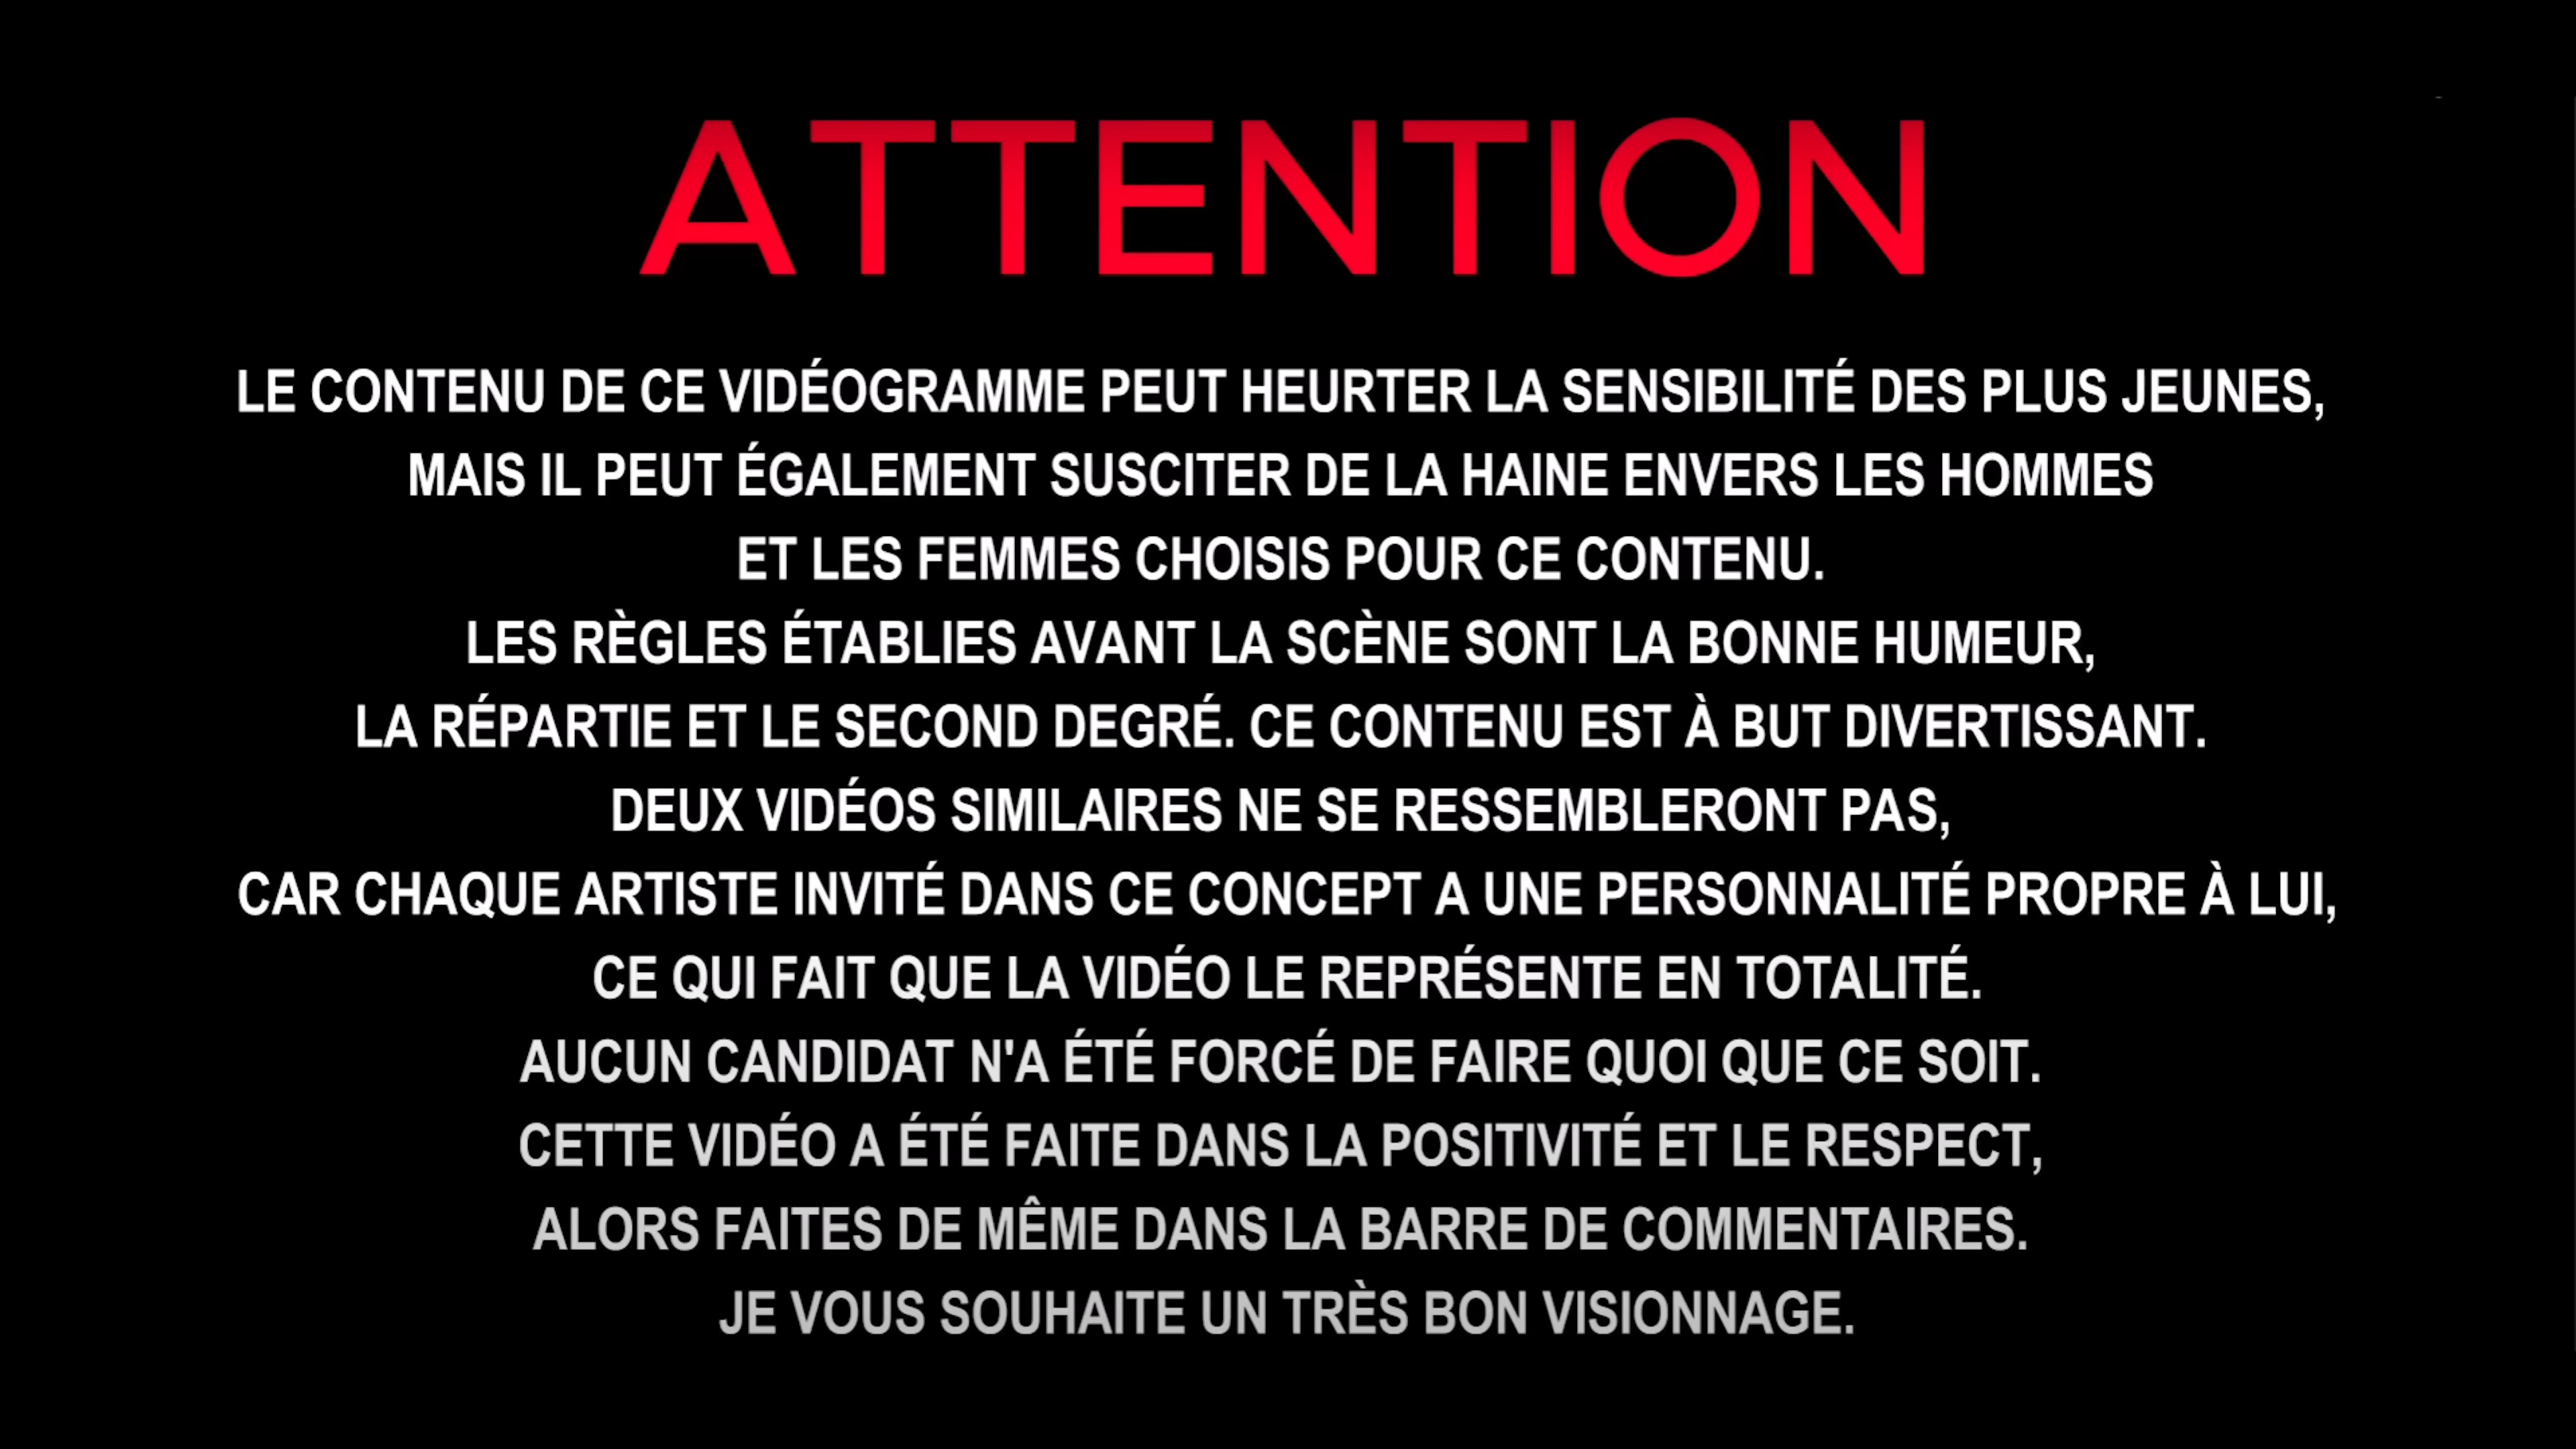 ATTENTION
LE CONTENU DE CE VIDÉOGRAMME PEUT HEURTER LA SENSIBILITÉ DES PLUS JEUNES,
MAIS IL PEUT ÉGALEMENT SUSCITER DE LA HAINE ENVERS LES HOMMES
ET LES FEMMES CHOISIS POUR CE CONTENU.
LES RÈGLES ÉTABLIES AVANT LA SCÈNE SONT LA BONNE HUMEUR,
LA RÉPARTIE ET LE SECOND DEGRÉ. CE CONTENU EST À BUT DIVERTISSANT.
DEUX VIDÉOS SIMILAIRES NE SE RESSEMBLERONT PAS,
CAR CHAQUE ARTISTE INVITÉ DANS CE CONCEPT A UNE PERSONNALITÉ PROPRE À LUI,
CE QUI FAIT QUE LA VIDÉO LE REPRÉSENTE EN TOTALITÉ.
AUCUN CANDIDAT N'A ÉTÉ FORCÉ DE FAIRE QUOI QUE CE SOIT.
CETTE VIDÉO A ÉTÉ FAITE DANS LA POSITIVITÉ ET LE RESPECT,
ALORS FAITES DE MÊME DANS LA BARRE DE COMMENTAIRES.
JE VOUS SOUHAITE UN TRÈS BON VISIONNAGE.